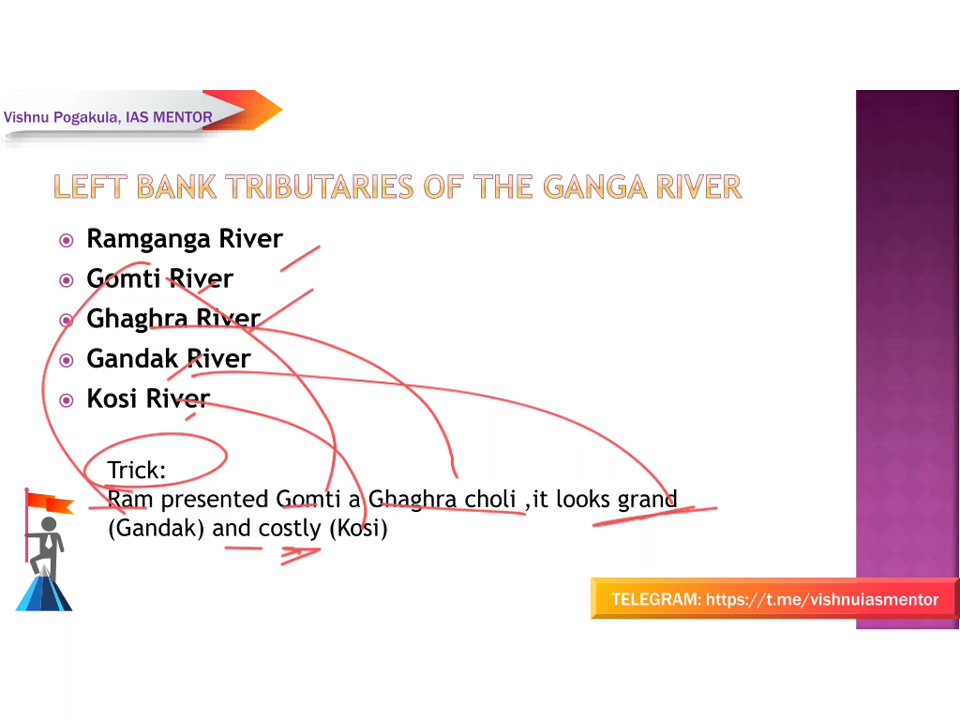 Vishnu Pogakula, IAS MENTOR
LEFT BANK TRIBUTARIES OF THE GANGA RIVER
Ramganga River
Gomti River
Ghaghra River
Gandak River
Kosi River
Trick:
Ram presented Gomti a Ghaghra choli ,it looks grand
(Gandak) and costly (Kosi)
TELEGRAM: https://t.me/vishnuiasmentor